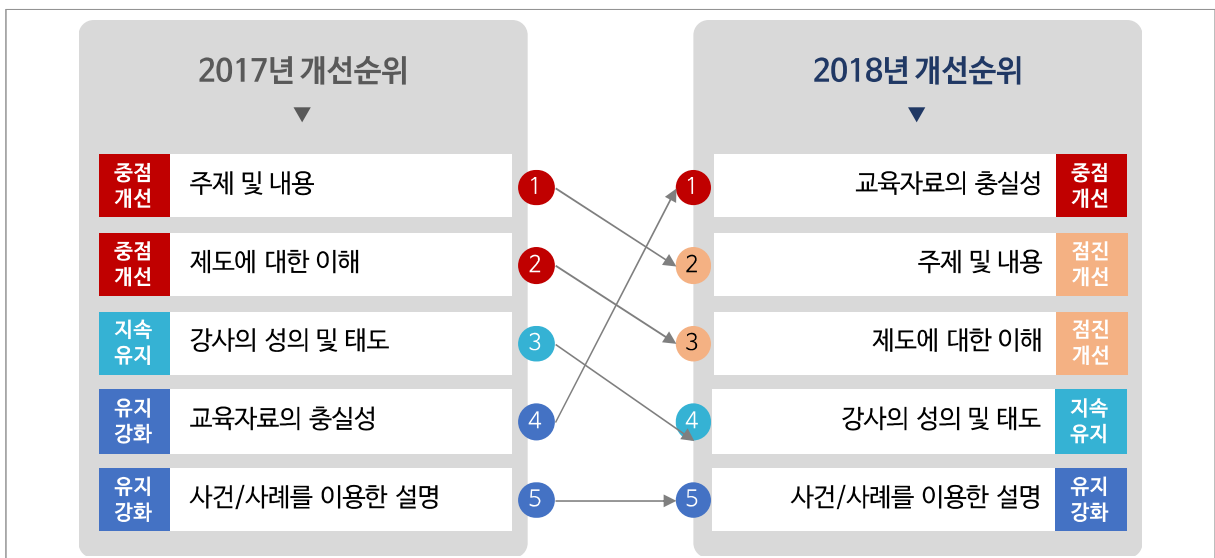 2017년 개선순위
▼
중점
개선
주제 및 내용
1
중점
개선
제도에 대한 이해
2
지속
유지
강사의 성의 및 태도
3
유지
강화
교육자료의 충실성
4
유지
강화
사건/사례를 이용한 설명
5
2018년 개선순위
▼
1
교육자료의 충실성
중점
개선
2
주제 및 내용
점진
개선
3
제도에 대한 이해
점진
개선
4
강사의 성의 및 태도
지속
유지
5
사건/사례를 이용한 설명
유지
강화